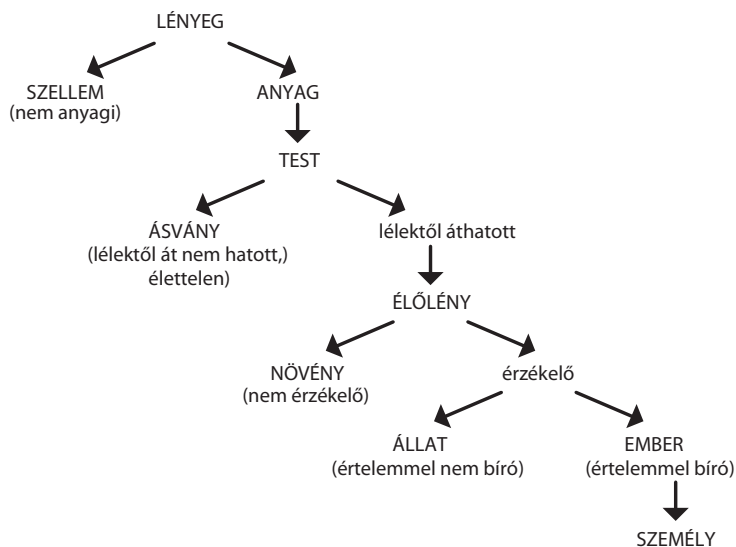 LÉNYEG
SZELLEM
(nem anyagi)
ANYAG
TEST
ÁSVÁNY
(lélektől át nem hatott,)
élettelen)
lélektől áthatott
ÉLŐLÉNY
NÖVÉNY
(nem érzékelő)
érzékelő
ÁLLAT
(értelemmel nem bíró)
EMBER
(értelemmel bíró)
SZEMÉLY